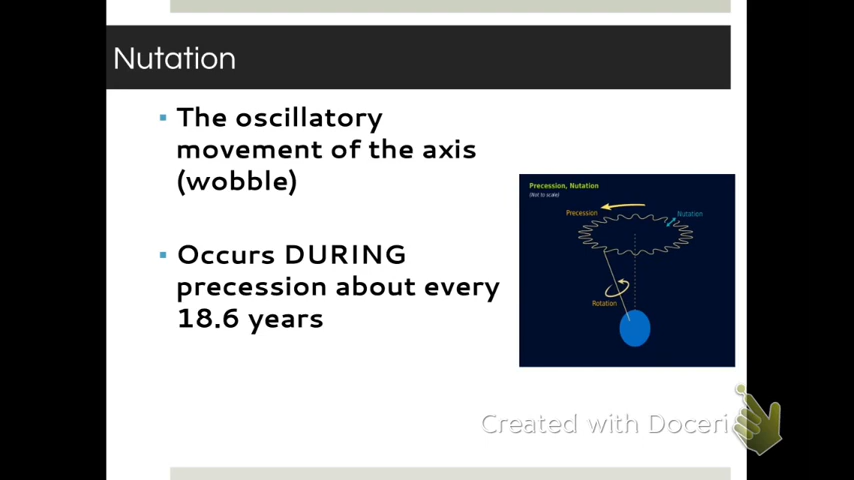 Nutation
The oscillatory
movement of the axis
(wobble)
Occurs DURING
precession about every
18.6 years
Precession, Nutation
(Not to scale)
Precession
Nutation
Rotation
Created with Doceri